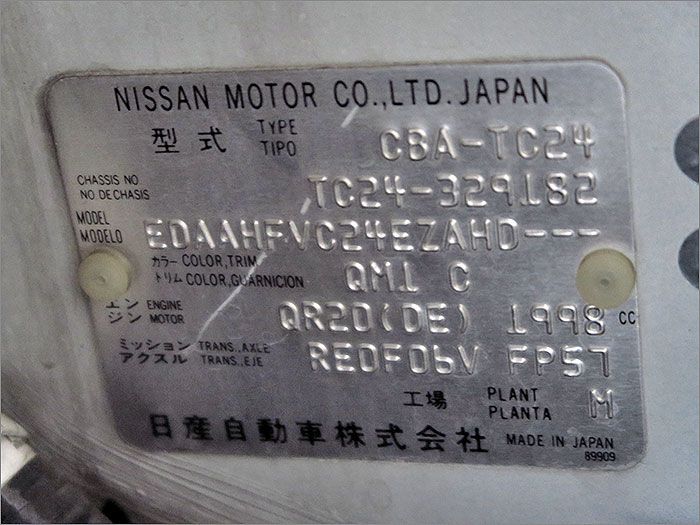 NISSAN MOTOR CO.,LTD. JAPAN
型式 TYPE TIPO CBA-TC24
CHASSIS NO NO DE CHASIS TC24-329182
MODEL MODELO EDAAHFVC24EZAHD---
カラー COLOR,TRIM
トリム COLOR,GUARNICION QM1 C
エンジン ENGINE MOTOR QR20(DE) 1998 CC
ミッション TRANS.,AXLE
アクスル TRANS.,EJE RE0F06V FP57
工場 PLANT PLANTA M
日産自動車株式会社 MADE IN JAPAN
89909